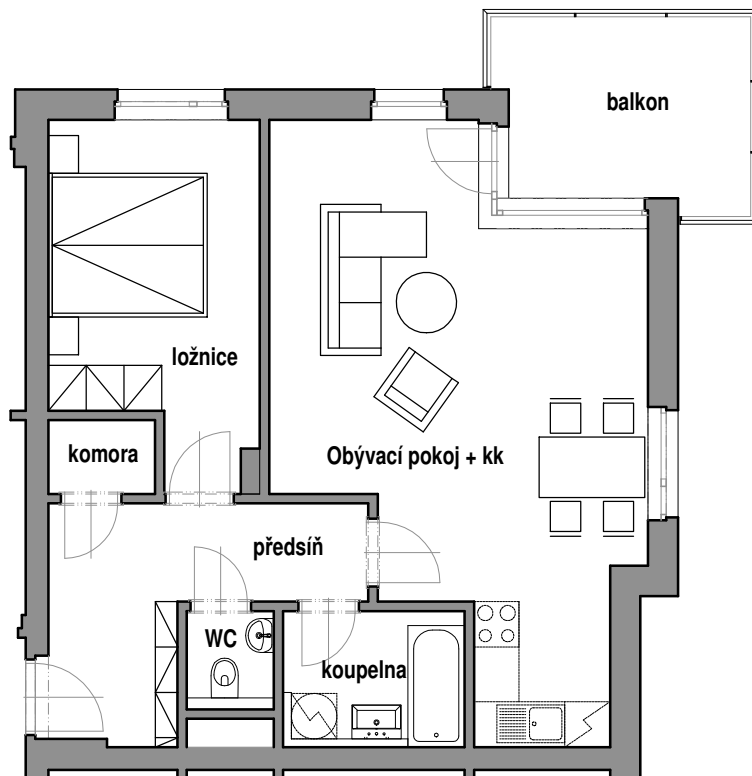 balkon
ložnice
komora
Obývací pokoj + kk
předsíň
WC
koupelna